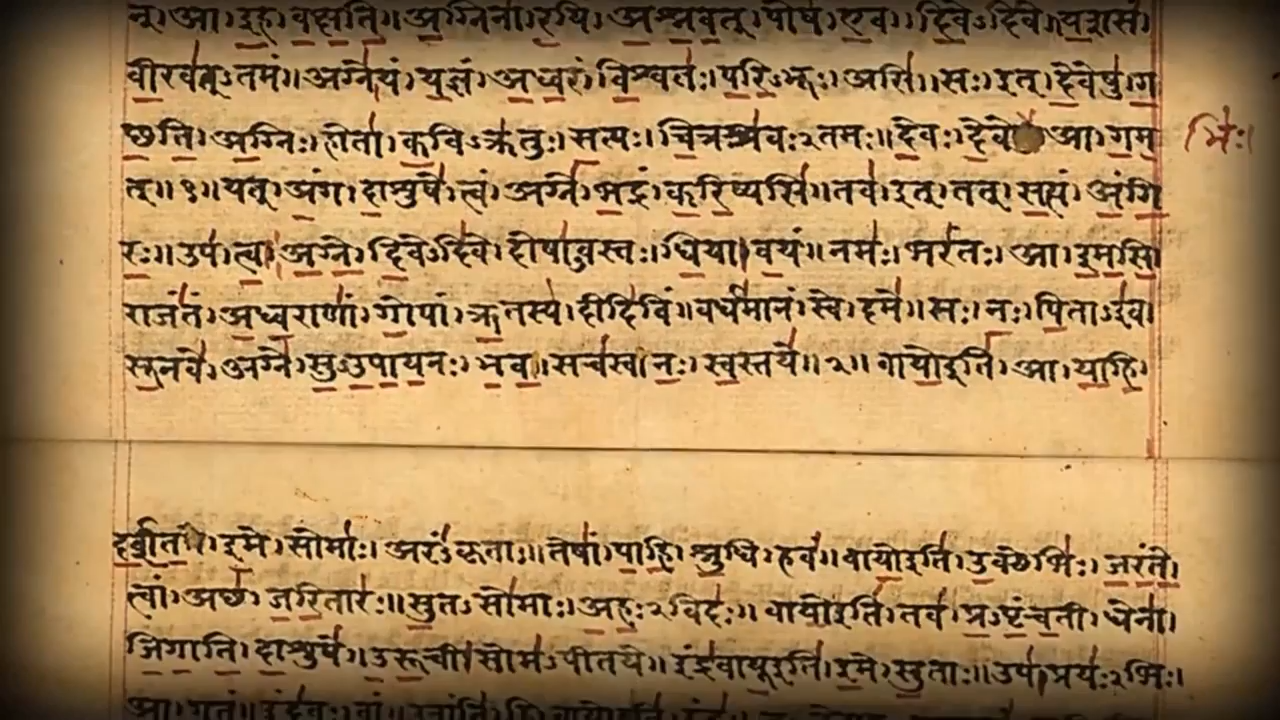 न्। आ। इह। वक्षति॥ अग्निना। रयिं। अश्नवत्। पोषं। एव। दिवेऽदिवे॥ यशसं।
वीरवत्ऽतमं॥ अग्ने। यं। यज्ञं। अध्वरं। विश्वतः। परिऽभूः। असि॥ सः। इत्। देवेषु। ग
छति। अग्निः। होता। कविऽक्रतुः। सत्यः। चित्रश्रवःऽतमः॥ देवः। देवे आ। गम भिः।
त्॥१॥ यत्। अंग। दाशुषे। त्वं। अग्ने। भद्रं। करिष्यसि॥ तव। इत्। तत्। सत्यं। अंगि
रः॥ उप। त्वा। अग्ने। दिवेऽदिवे। दोषाऽवस्तः। धिया। वयं॥ नमः। भरंतः। आ। इमसि।
राजंतं। अध्वराणां। गोपां। ऋतस्य। दीदिविं॥ वर्धमानं। स्वे। दमे॥ सः। नः। पिताऽइव।
सूनवे। अग्ने। सुऽउपायनः। भव॥ सचस्व। नः। स्वस्तये॥२॥ वायो इति। आ। याहि।
दर्शत। इमे। सोमाः। अरंऽकृताः॥ तेषां। पाहि। श्रुधि। हवं॥ वायो इति। उक्थेभिः। जरंते।
त्वां। अछ। जरितारः॥ सुतऽसोमाः। अहःऽविदः॥ वायो इति। तव। प्रऽपृंचती। धेना।
जिगाति। दाशुषे॥ उरूची। सोमऽपीतये॥ इंद्रवायू इति। इमे। सुताः॥ उप। प्रयःऽभिः।
आ। गतं॥ इंदवः। वां।